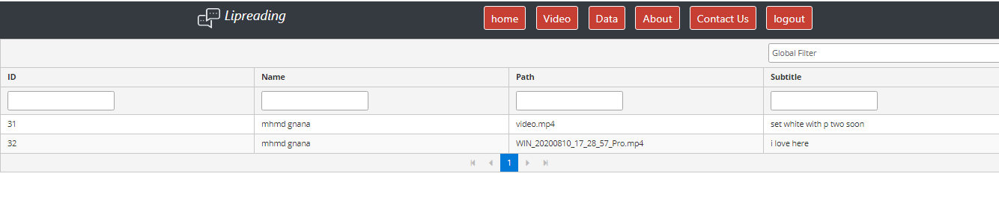 Lipreading home Video Data About Contact Us logout
Global Filter
ID Name Path Subtitle
31 mhmd gnana video.mp4 set white with p two soon
32 mhmd gnana WIN_20200810_17_28_57_Pro.mp4 i love here
1